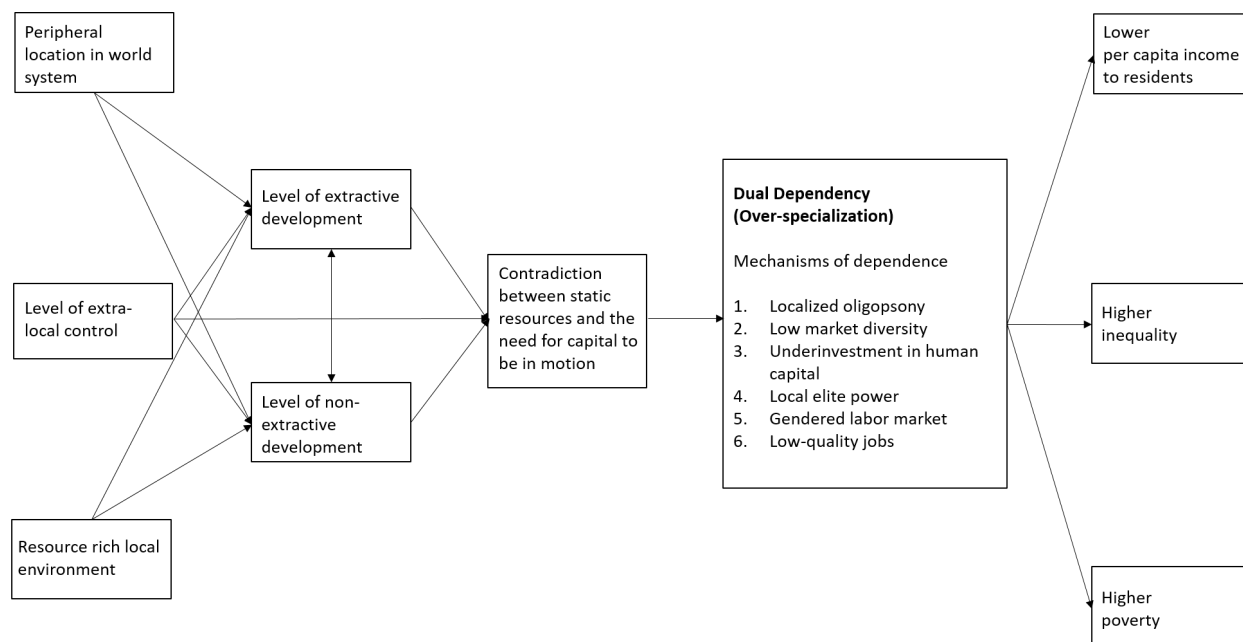 Peripheral
location in world
system
Level of extra-
local control
Resource rich local
environment
Level of extractive
development
Level of non-
extractive
development
Contradiction
between static
resources and the
need for capital to
be in motion
Dual Dependency
(Over-specialization)
Mechanisms of dependence
1. Localized oligopsony
2. Low market diversity
3. Underinvestment in human
capital
4. Local elite power
5. Gendered labor market
6. Low-quality jobs
Lower
per capita income
to residents
Higher
inequality
Higher
poverty